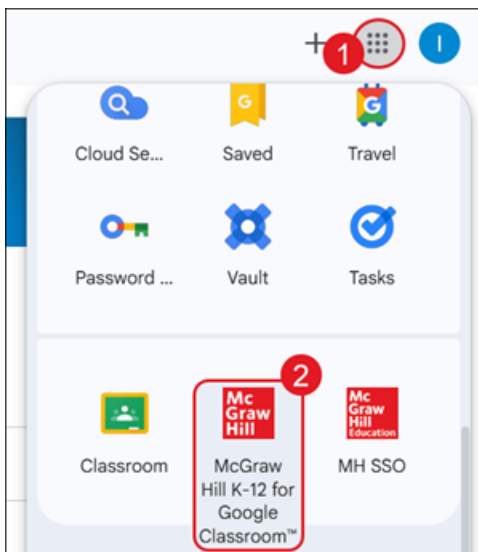 1
I
G
G
Cloud Se...
Saved
Travel
Password ...
Vault
Tasks
2
Mc
Graw
Hill
Mc
Graw
Hill
Education
Classroom
McGraw
Hill K-12 for
Google
Classroom™
MH SSO